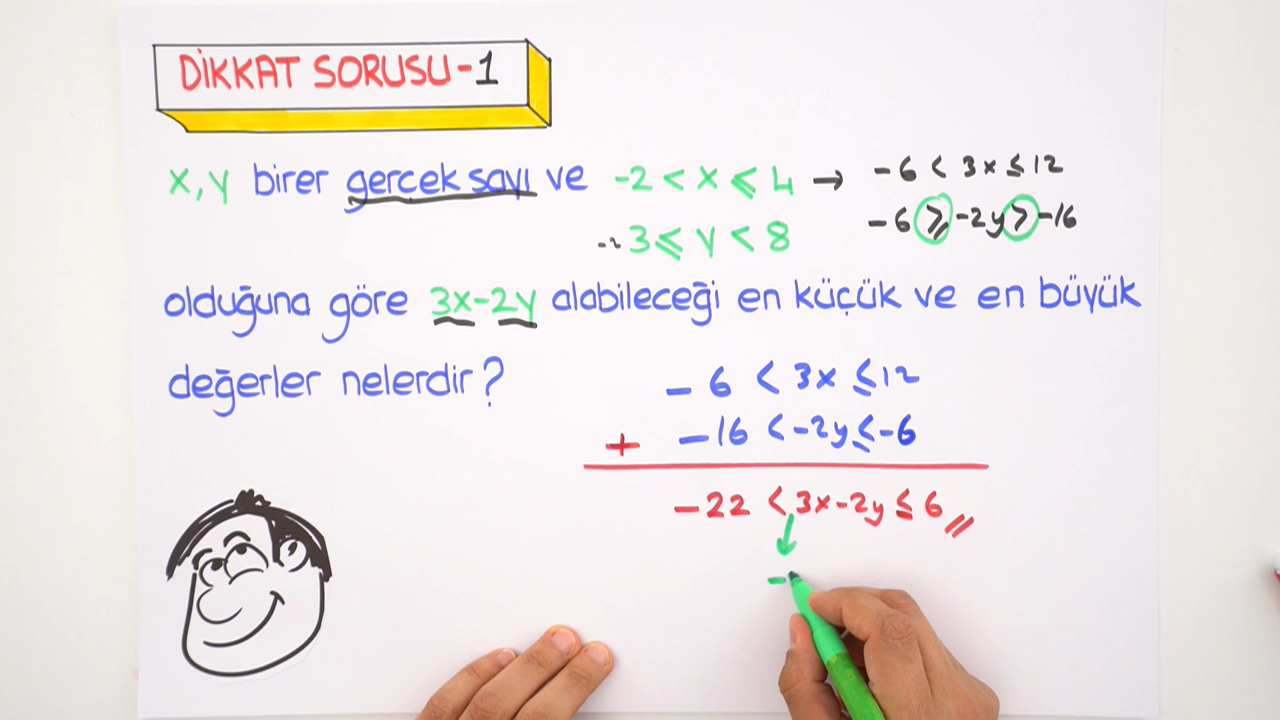 DİKKAT SORUSU-1
x, y birer gerçek sayı ve -2 < x ≤ 4 → -6 < 3x ≤ 12
-2 3 ≤ y < 8 -6 ≥ -2y > -16
olduğuna göre 3x-2y alabileceği en küçük ve en büyük
değerler nelerdir?
-6 < 3x ≤ 12
+ -16 < -2y ≤ -6
-22 < 3x-2y ≤ 6 //
↓
-